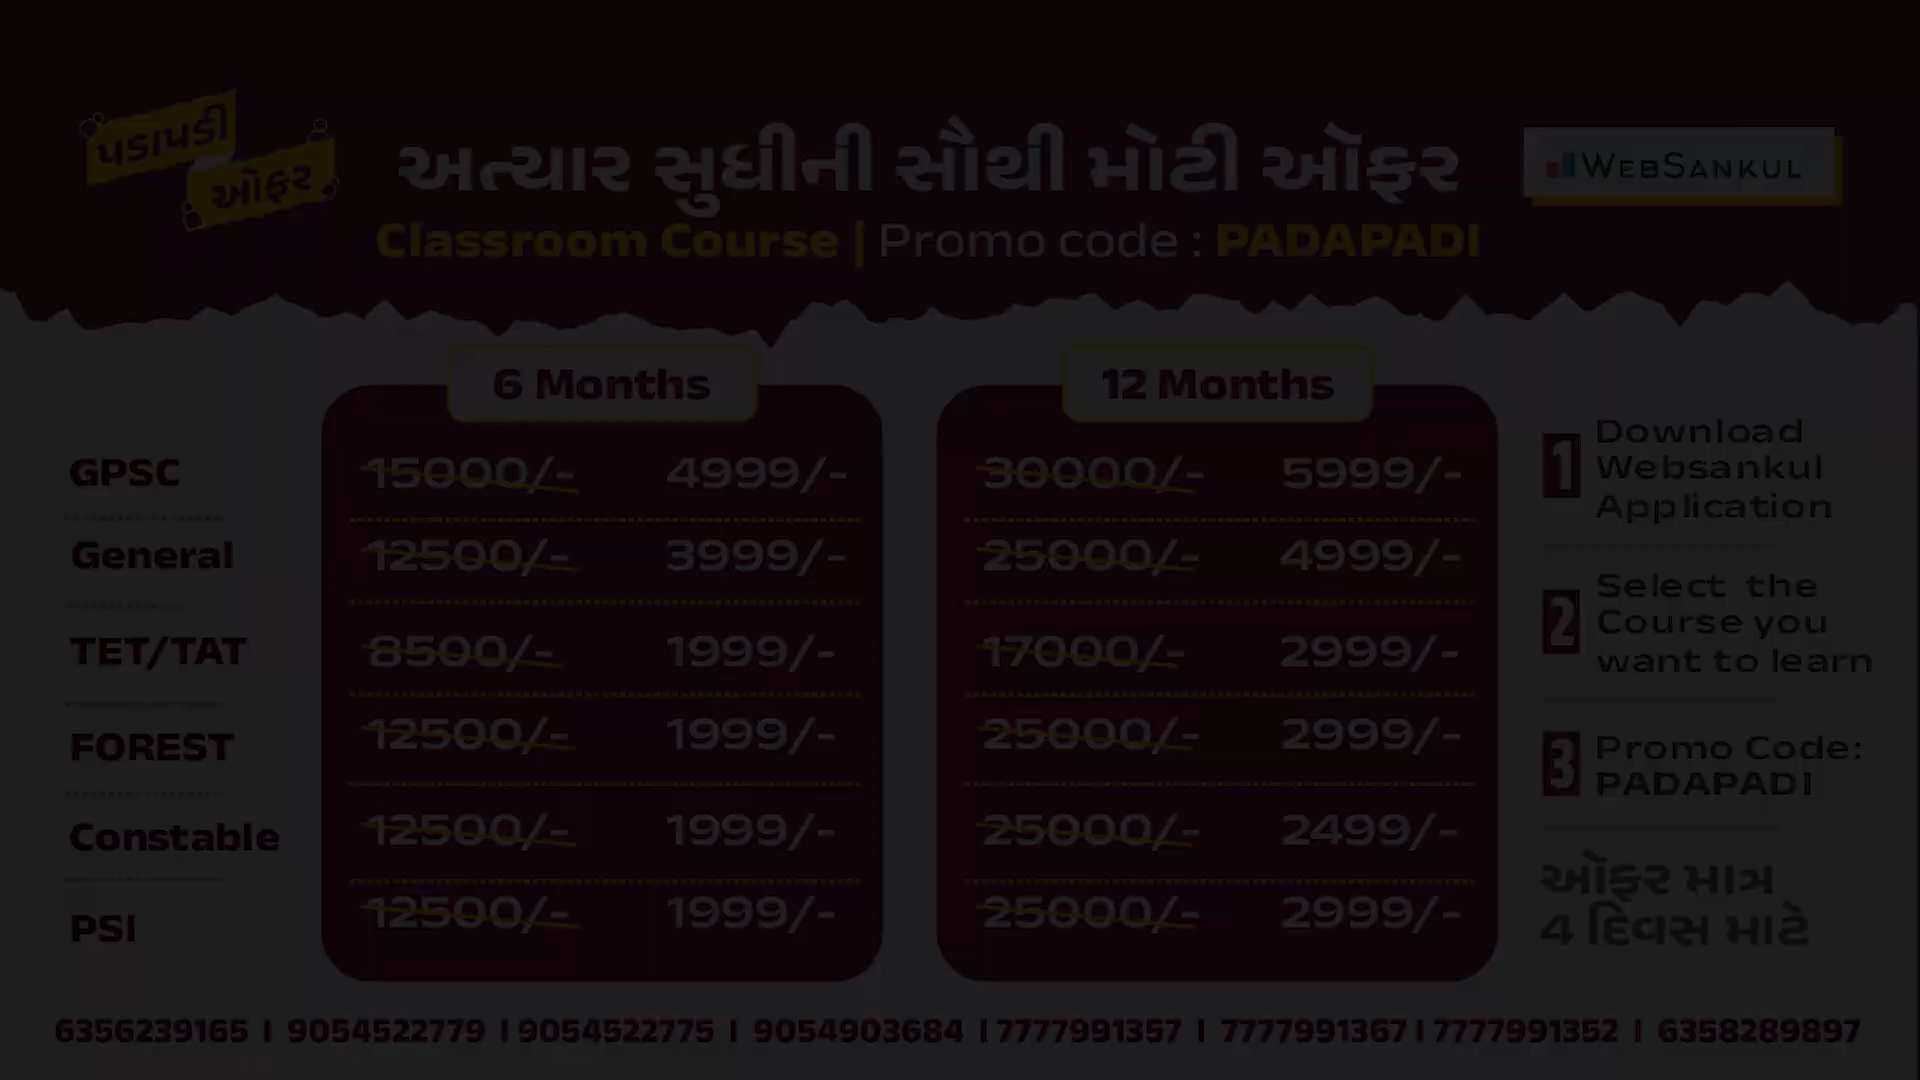 પડાપડી
ઓફર
અત્યાર સુધીની સૌથી મોટી ઑફર
WEBSANKUL
Classroom Course | Promo code : PADAPADI
6 Months
12 Months
GPSC 15000/- 4999/- 30000/- 5999/-
General 12500/- 3999/- 25000/- 4999/-
TET/TAT 8500/- 1999/- 17000/- 2999/-
FOREST 12500/- 1999/- 25000/- 2999/-
Constable 12500/- 1999/- 25000/- 2499/-
PSI 12500/- 1999/- 25000/- 2999/-
1 Download
Websankul
Application
2 Select the
Course you
want to learn
3 Promo Code:
PADAPADI
ઑફર માત્ર
4 દિવસ માટે
6356239165 | 9054522779 | 9054522775 | 9054903684 | 7777991357 | 7777991367 | 7777991352 | 6358289897